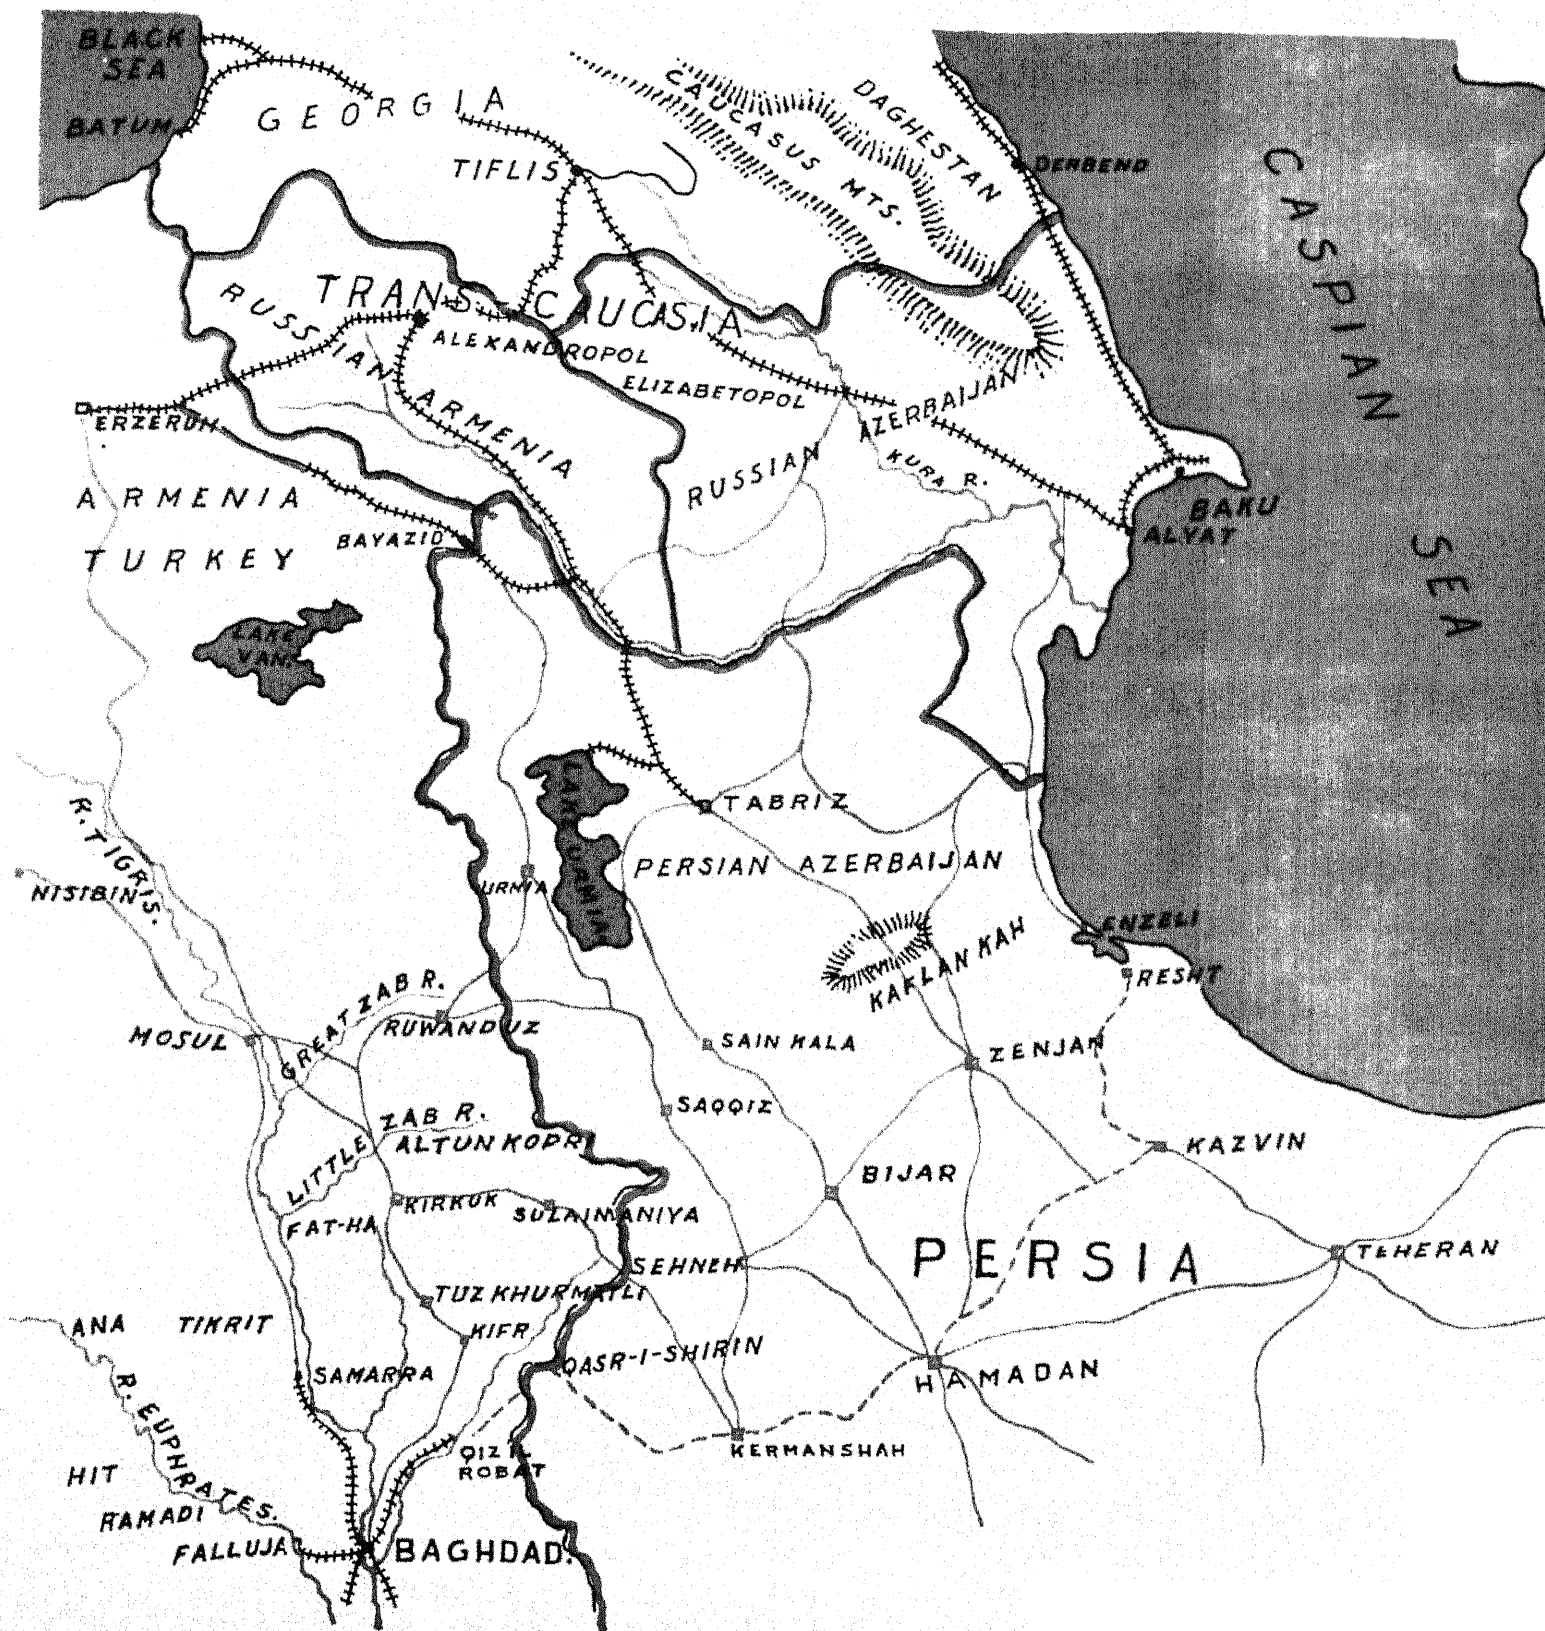 BLACK
SEA
BATUM
GEORGIA
TIFLIS
CAUCASUS MTS.
DAGHESTAN
DERBEND
CASPIAN
SEA
TRANS-CAUCASIA
RUSSIAN ARMENIA
ALEXANDROPOL
ELIZABETOPOL
RUSSIAN AZERBAIJAN
KURA R.
ERZERUM
ARMENIA
TURKEY
BAYAZID
BAKU
ALYAT
LAKE
VAN.
R. TIGRIS.
NISIBIN
LAKE URMIA
URMIA
TABRIZ
PERSIAN AZERBAIJAN
KAKLAN KAH
ENZELI
RESHT
MOSUL
GREAT ZAB R.
RUWANDUZ
SAIN KALA
ZENJAN
SAQQIZ
LITTLE ZAB R.
ALTUN KOPRI
KAZVIN
BIJAR
KIRKUK
SULAIMANIYA
FAT-HA
SEHNEH
PERSIA
TEHERAN
TUZ KHURMATLI
ANA
TIKRIT
KIFRI
SAMARRA
QASR-I-SHIRIN
HAMADAN
R. EUPHRATES.
KERMANSHAH
QIZIL
ROBAT
HIT
RAMADI
FALLUJA
BAGHDAD.